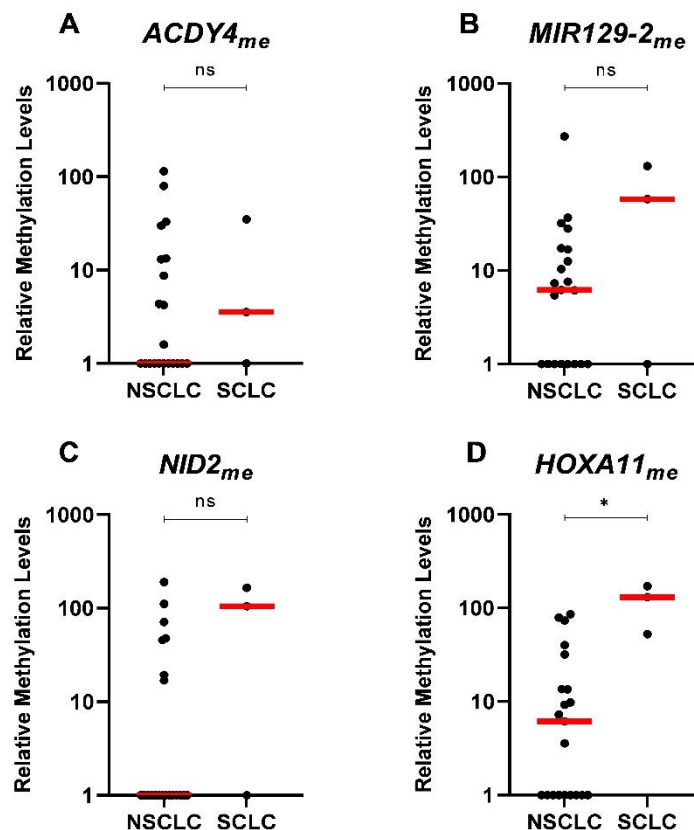 A
ACDY4me
ns
Relative Methylation Levels
1000
100
10
1
NSCLC SCLC
B
MIR129-2me
ns
Relative Methylation Levels
1000
100
10
1
NSCLC SCLC
C
NID2me
ns
Relative Methylation Levels
1000
100
10
1
NSCLC SCLC
D
HOXA11me
*
Relative Methylation Levels
1000
100
10
1
NSCLC SCLC